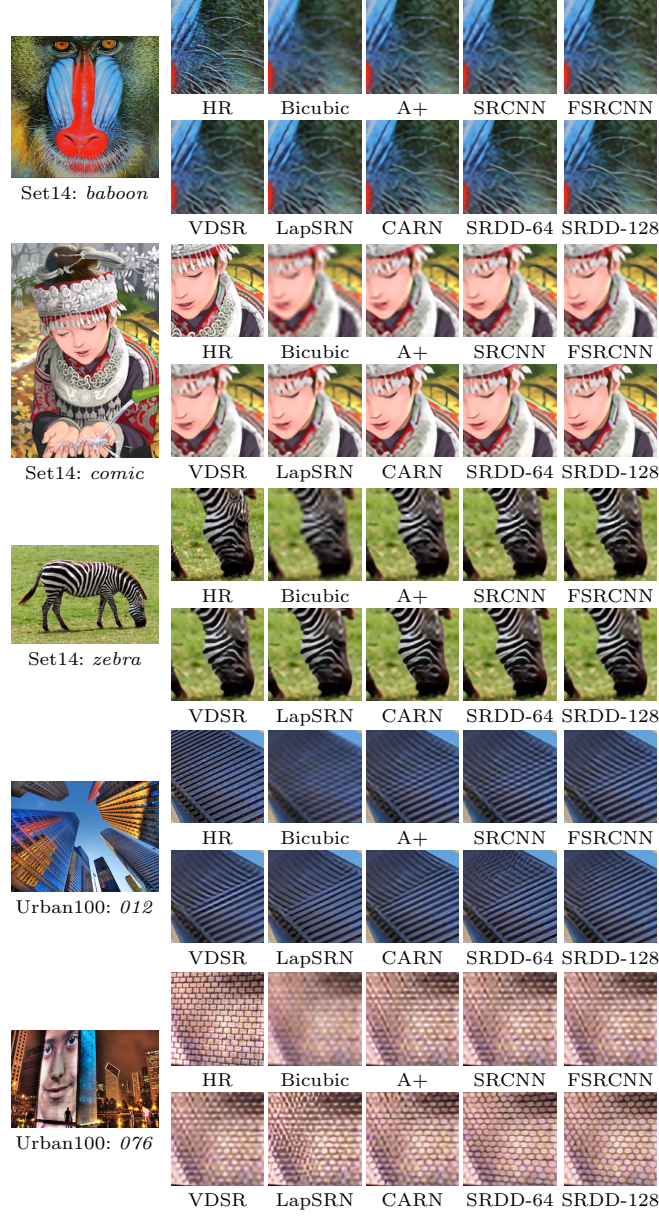 HR Bicubic A+ SRCNN FSRCNN
VDSR LapSRN CARN SRDD-64 SRDD-128
Set14: baboon
HR Bicubic A+ SRCNN FSRCNN
VDSR LapSRN CARN SRDD-64 SRDD-128
Set14: comic
HR Bicubic A+ SRCNN FSRCNN
VDSR LapSRN CARN SRDD-64 SRDD-128
Set14: zebra
HR Bicubic A+ SRCNN FSRCNN
VDSR LapSRN CARN SRDD-64 SRDD-128
Urban100: 012
HR Bicubic A+ SRCNN FSRCNN
VDSR LapSRN CARN SRDD-64 SRDD-128
Urban100: 076